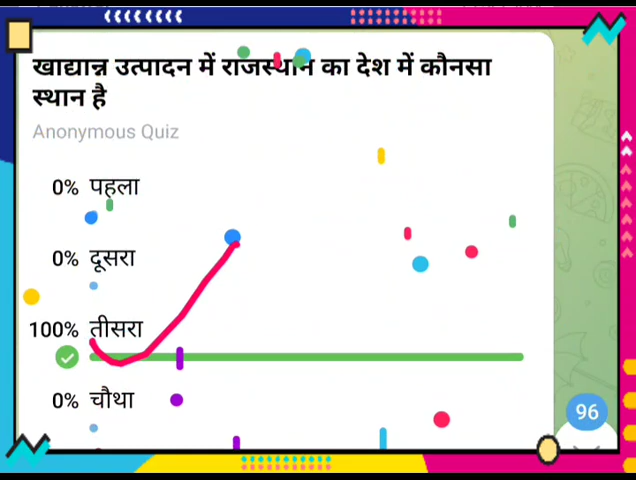 खाद्यान्न उत्पादन में राजस्थान का देश में कौनसा
स्थान है
Anonymous Quiz
0% पहला
0% दूसरा
100% तीसरा
0% चौथा
96